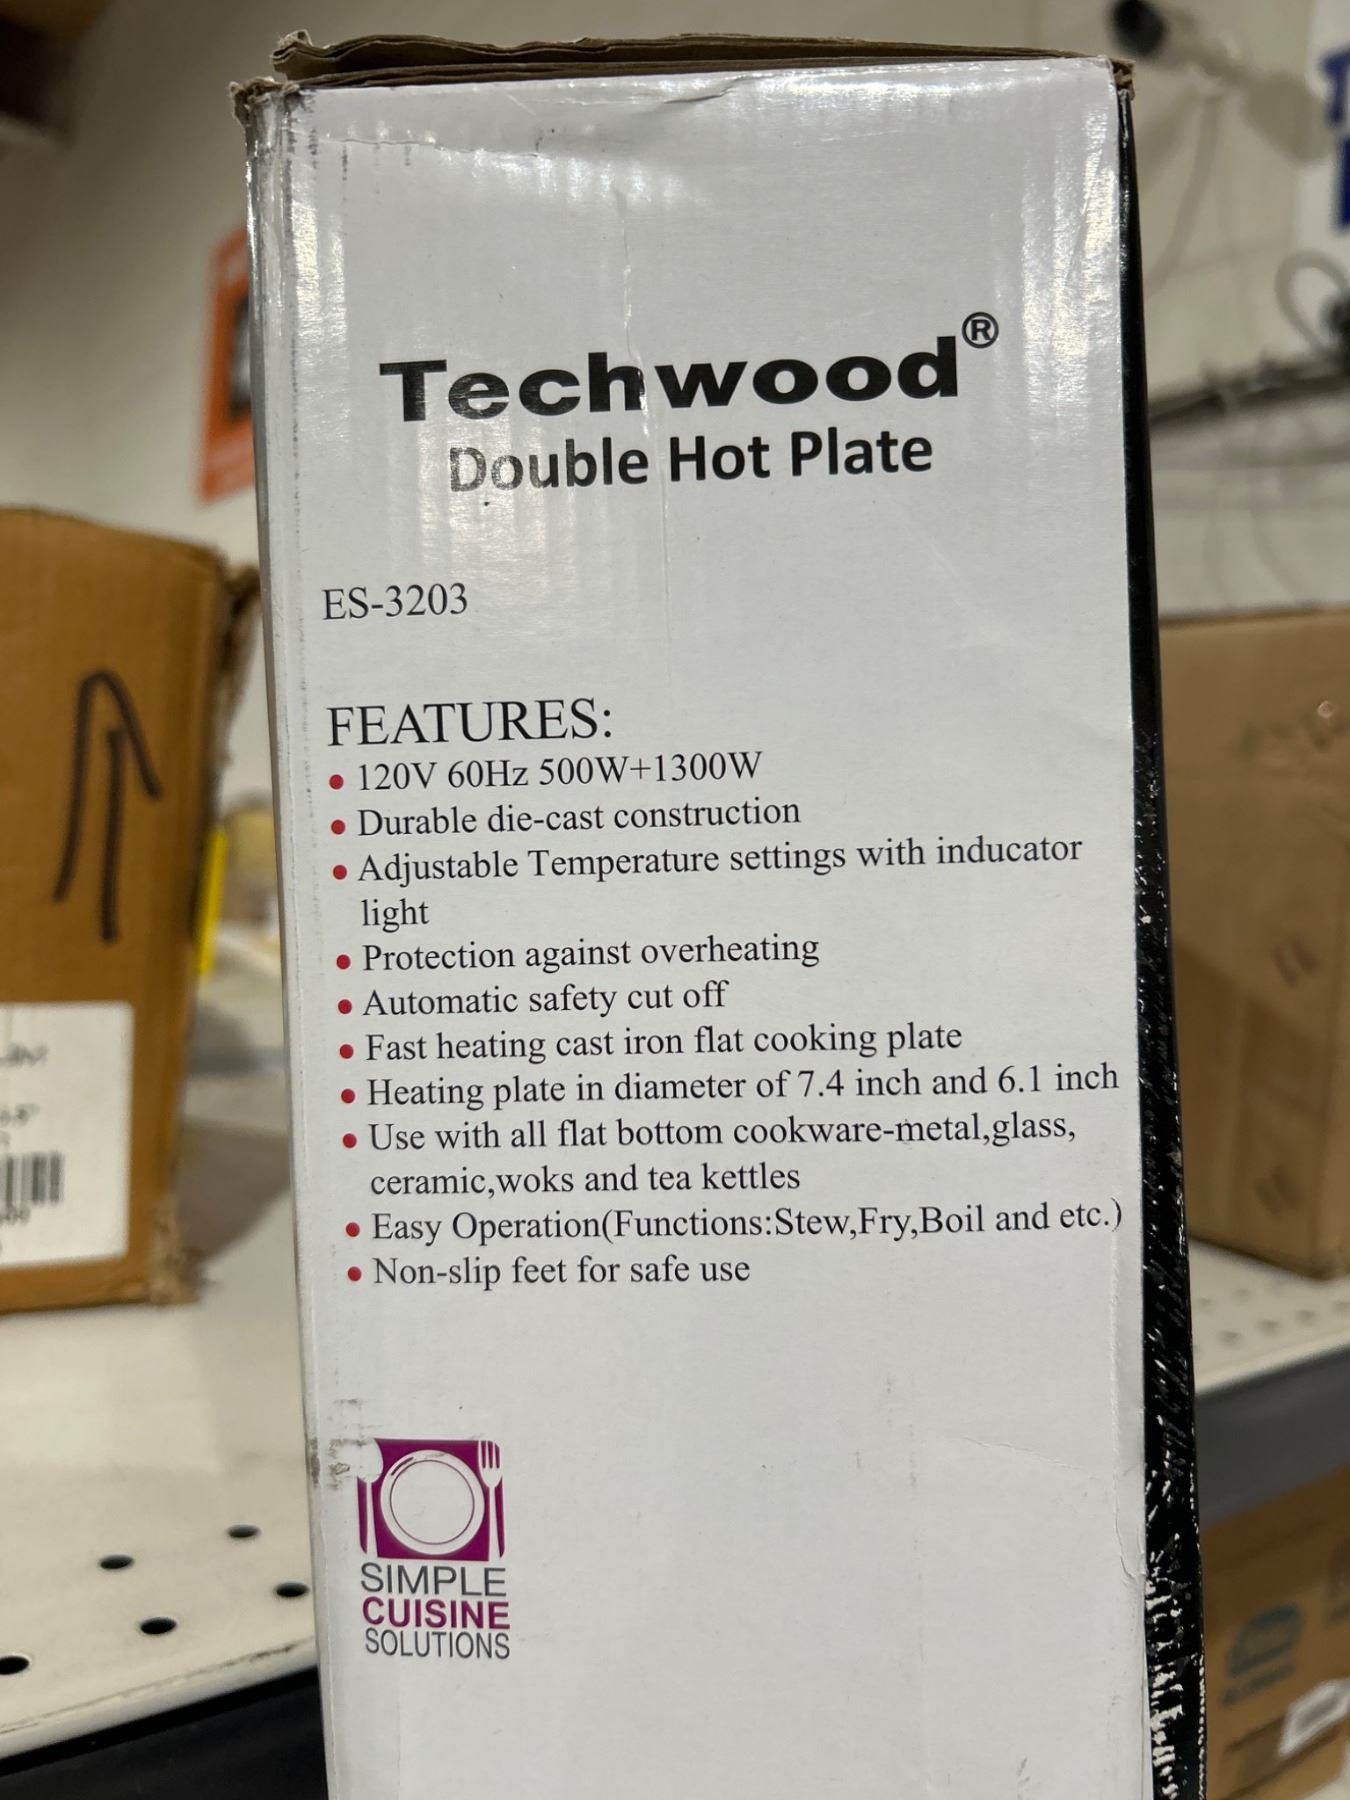 Techwood®
Double Hot Plate
ES-3203
FEATURES:
• 120V 60Hz 500W+1300W
• Durable die-cast construction
• Adjustable Temperature settings with inducator
light
• Protection against overheating
• Automatic safety cut off
• Fast heating cast iron flat cooking plate
• Heating plate in diameter of 7.4 inch and 6.1 inch
• Use with all flat bottom cookware-metal,glass,
ceramic,woks and tea kettles
• Easy Operation(Functions:Stew,Fry,Boil and etc.)
• Non-slip feet for safe use
SIMPLE
CUISINE
SOLUTIONS